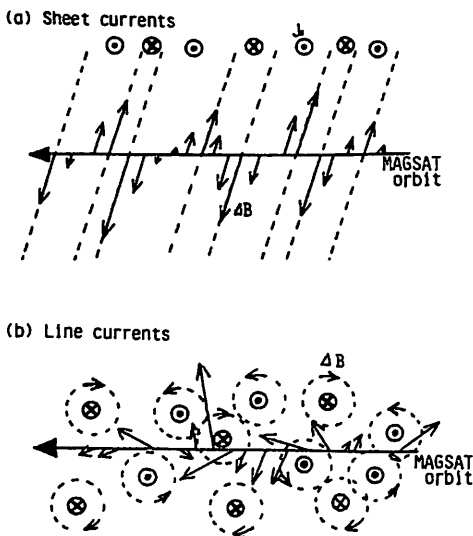 (a) Sheet currents
J
MAGSAT
orbit
ΔB
(b) Line currents
ΔB
MAGSAT
orbit